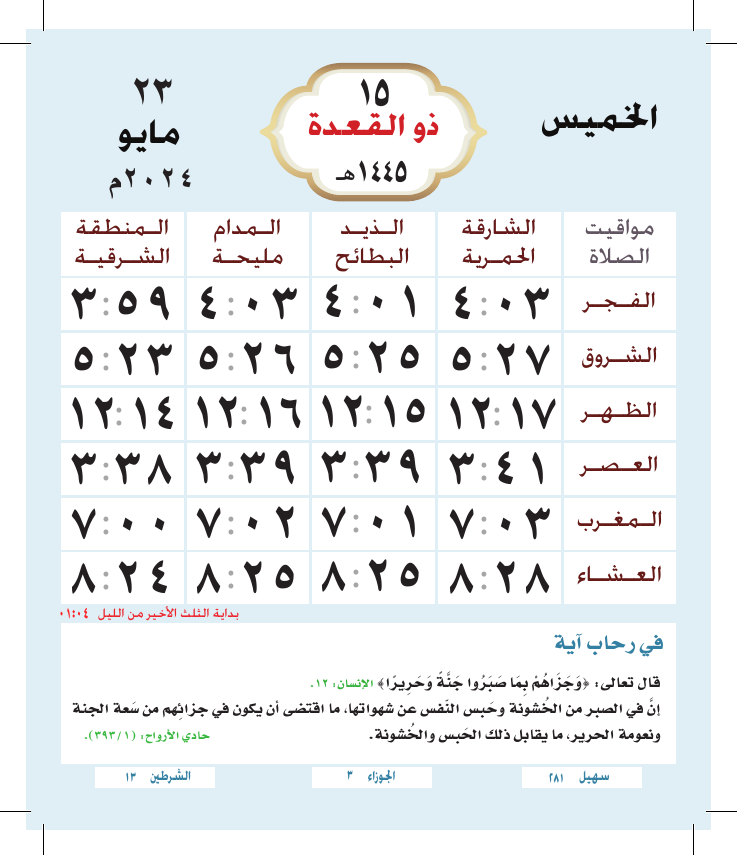 الخميس
١٥
ذو القعدة
١٤٤٥هـ
٢٣
مايو
٢٠٢٤م
مواقيت الصلاة | الشارقة الحمرية | الذيد البطائح | المدام مليحة | المنطقة الشرقية
الفجر ٤:٠٣ ٤:٠١ ٤:٠٣ ٣:٥٩
الشروق ٥:٢٧ ٥:٢٥ ٥:٢٦ ٥:٢٣
الظهر ١٢:١٧ ١٢:١٥ ١٢:١٦ ١٢:١٤
العصر ٣:٤١ ٣:٣٩ ٣:٣٩ ٣:٣٨
المغرب ٧:٠٣ ٧:٠١ ٧:٠٢ ٧:٠٠
العشاء ٨:٢٨ ٨:٢٥ ٨:٢٥ ٨:٢٤
بداية الثلث الأخير من الليل ٠١:٠٤
في رحاب آية
قال تعالى: ﴿وَجَزَاهُمْ بِمَا صَبَرُوا جَنَّةً وَحَرِيرًا﴾ الإنسان: ١٢.
إنَّ في الصبر من الخُشونة وحَبس النّفس عن شهواتها، ما اقتضى أن يكون في جزائهم من سَعة الجنة
ونعومة الحرير، ما يقابل ذلك الحَبس والخُشونة. حادي الأرواح: (٣٩٣/١).
سهيل ٢٨١
الجوزاء ٣
الشرطين ١٣